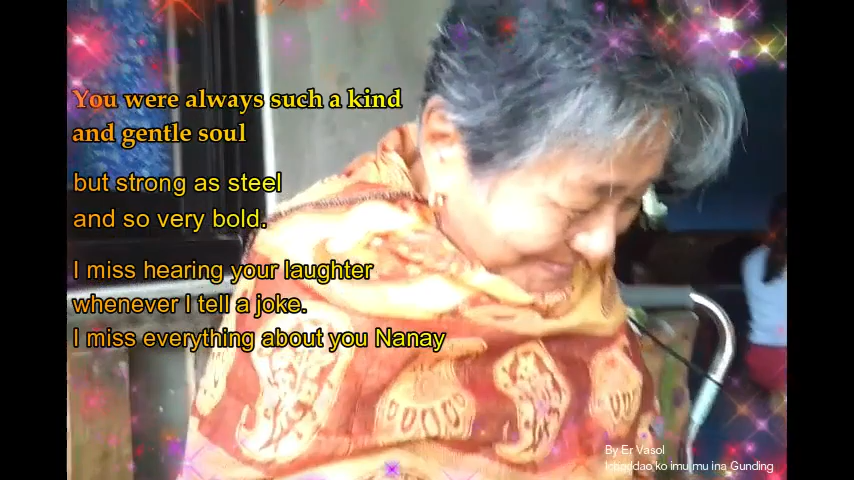 You were always such a kind
and gentle soul
but strong as steel
and so very bold.
I miss hearing your laughter
whenever I tell a joke.
I miss everything about you Nanay
By Er Vasol
ko imu mu ina Gunding